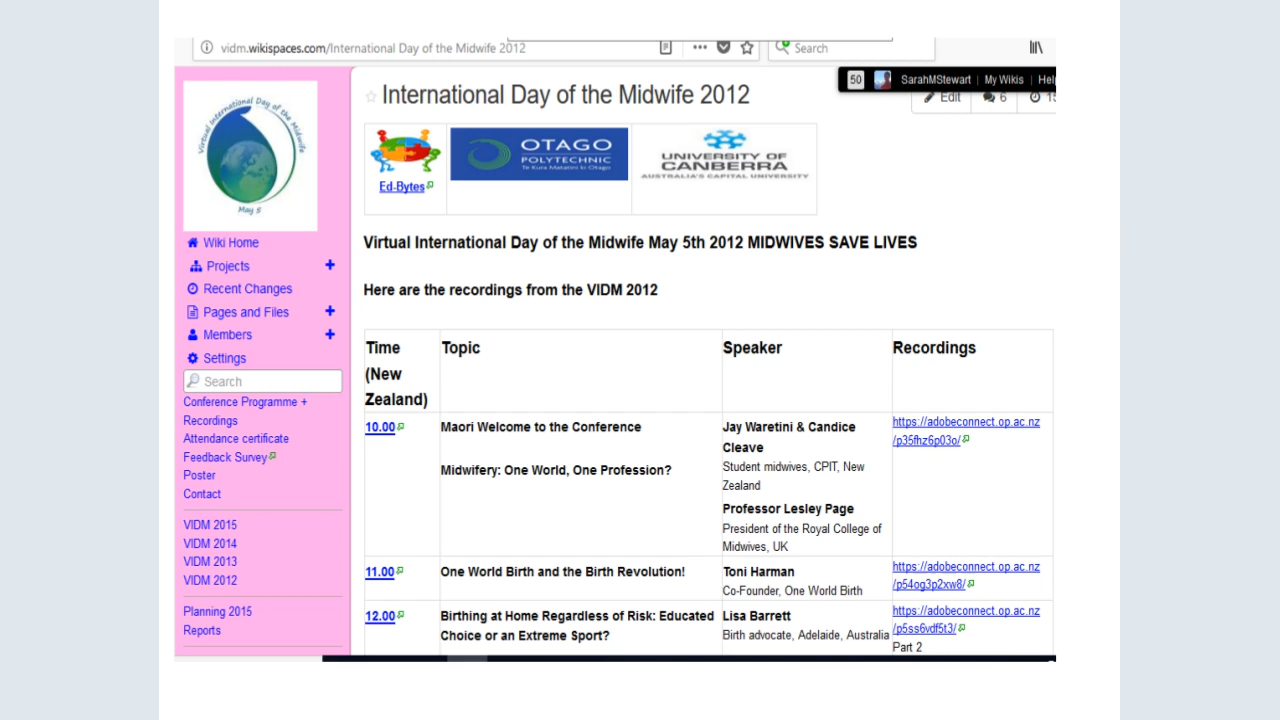 vidm.wikispaces.com/International Day of the Midwife 2012
Search
50 SarahMStewart | My Wikis |
Edit 6
Virtual International Day of the Midwife
May 5
Wiki Home
Projects
Recent Changes
Pages and Files
Members
Settings
Search
Conference Programme +
Recordings
Attendance certificate
Feedback Survey
Poster
Contact
VIDM 2015
VIDM 2014
VIDM 2013
VIDM 2012
Planning 2015
Reports
International Day of the Midwife 2012
Ed-Bytes
OTAGO
POLYTECHNIC
Te Kura Matatini ki Otago
UNIVERSITY OF
CANBERRA
AUSTRALIA'S CAPITAL UNIVERSITY
Virtual International Day of the Midwife May 5th 2012 MIDWIVES SAVE LIVES
Here are the recordings from the VIDM 2012
Time
(New
Zealand)
Topic
Speaker
Recordings
10.00
Maori Welcome to the Conference
Midwifery: One World, One Profession?
Jay Waretini & Candice
Cleave
Student midwives, CPIT, New
Zealand
Professor Lesley Page
President of the Royal College of
Midwives, UK
https://adobeconnect.op.ac.nz
/p35fhz6p03o/
11.00
One World Birth and the Birth Revolution!
Toni Harman
Co-Founder, One World Birth
https://adobeconnect.op.ac.nz
/p54og3p2xw8/
12.00
Birthing at Home Regardless of Risk: Educated
Choice or an Extreme Sport?
Lisa Barrett
Birth advocate, Adelaide, Australia
https://adobeconnect.op.ac.nz
/p5ss6vdf5t3/
Part 2